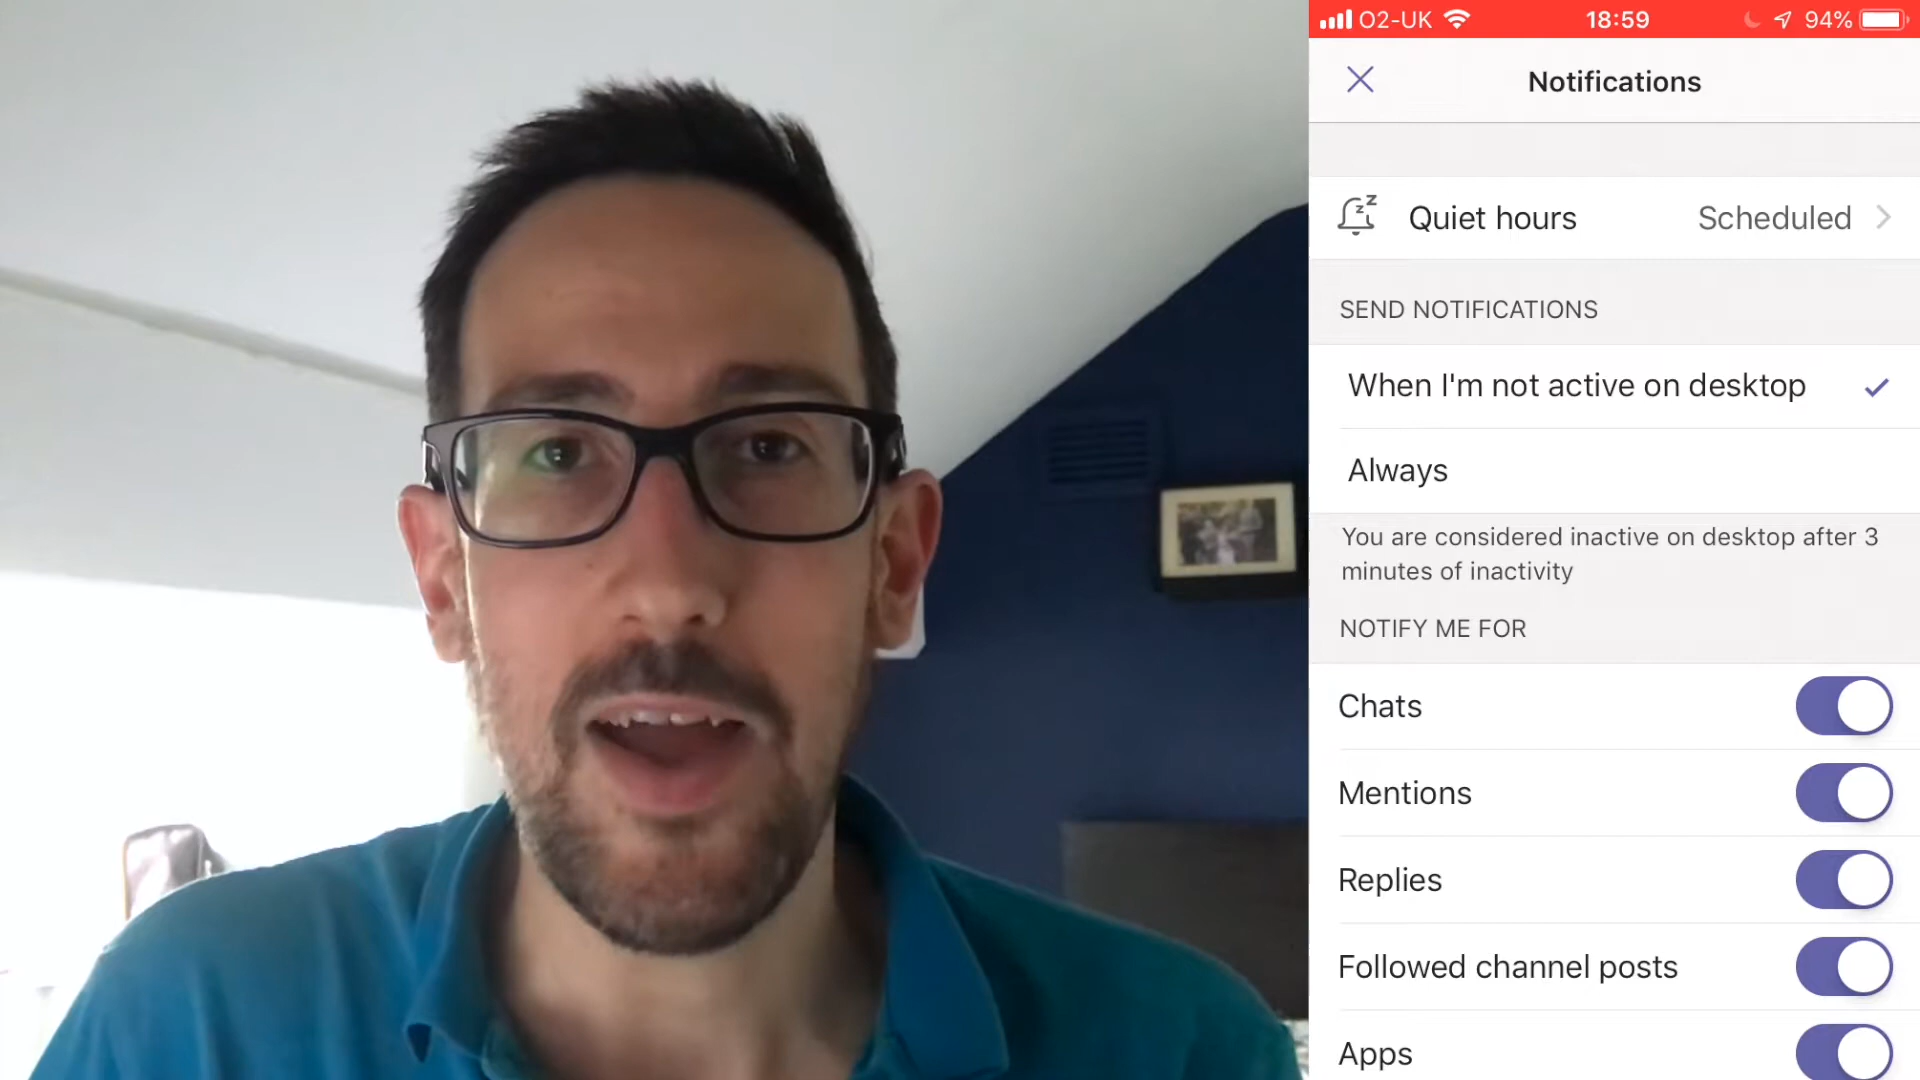 O2-UK 18:59 94%
Notifications
Quiet hours Scheduled
SEND NOTIFICATIONS
When I'm not active on desktop
Always
You are considered inactive on desktop after 3
minutes of inactivity
NOTIFY ME FOR
Chats
Mentions
Replies
Followed channel posts
Apps